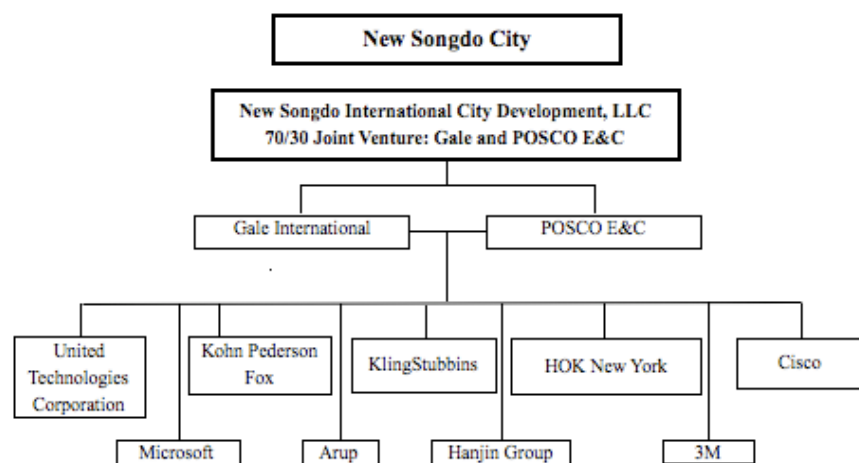 New Songdo City
New Songdo International City Development, LLC
70/30 Joint Venture: Gale and POSCO E&C
Gale International
POSCO E&C
United
Technologies
Corporation
Kohn Pederson
Fox
KlingStubbins
HOK New York
Cisco
Microsoft
Arup
Hanjin Group
3M